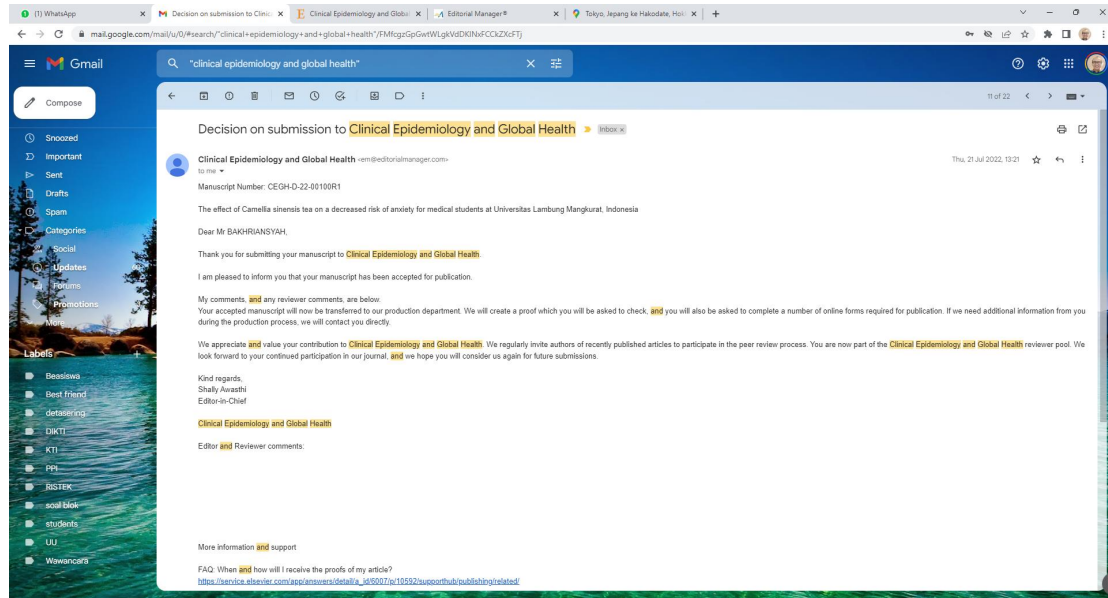 (1) WhatsApp
Decision on submission to Clinic
Clinical Epidemiology and Global
Editorial Manager®
Tokyo, Jepang ke Hakodate, Hok
mail.google.com/mail/u/0/#search/"clinical+epidemiology+and+global+health"/FMfcgzGpGwtWLgkVdDKlNxFCCkZXcFTj
Gmail
"clinical epidemiology and global health"
Compose
11 of 22
Snoozed
Important
Sent
Drafts
Spam
Categories
Social
Updates
Forums
Promotions
More
Labels
Beasiswa
Best friend
detasering
DIKTI
KTI
PPI
RISTEK
soal blok
students
UU
Wawancara
Decision on submission to Clinical Epidemiology and Global Health
Inbox x
Clinical Epidemiology and Global Health <em@editorialmanager.com>
Thu, 21 Jul 2022, 13:21
to me
Manuscript Number: CEGH-D-22-00100R1
The effect of Camellia sinensis tea on a decreased risk of anxiety for medical students at Universitas Lambung Mangkurat, Indonesia
Dear Mr BAKHRIANSYAH,
Thank you for submitting your manuscript to Clinical Epidemiology and Global Health.
I am pleased to inform you that your manuscript has been accepted for publication.
My comments, and any reviewer comments, are below.
Your accepted manuscript will now be transferred to our production department. We will create a proof which you will be asked to check, and you will also be asked to complete a number of online forms required for publication. If we need additional information from you
during the production process, we will contact you directly.
We appreciate and value your contribution to Clinical Epidemiology and Global Health. We regularly invite authors of recently published articles to participate in the peer review process. You are now part of the Clinical Epidemiology and Global Health reviewer pool. We
look forward to your continued participation in our journal, and we hope you will consider us again for future submissions.
Kind regards,
Shally Awasthi
Editor-in-Chief
Clinical Epidemiology and Global Health
Editor and Reviewer comments:
More information and support
FAQ: When and how will I receive the proofs of my article?
https://service.elsevier.com/app/answers/detail/a_id/6007/p/10592/supporthub/publishing/related/